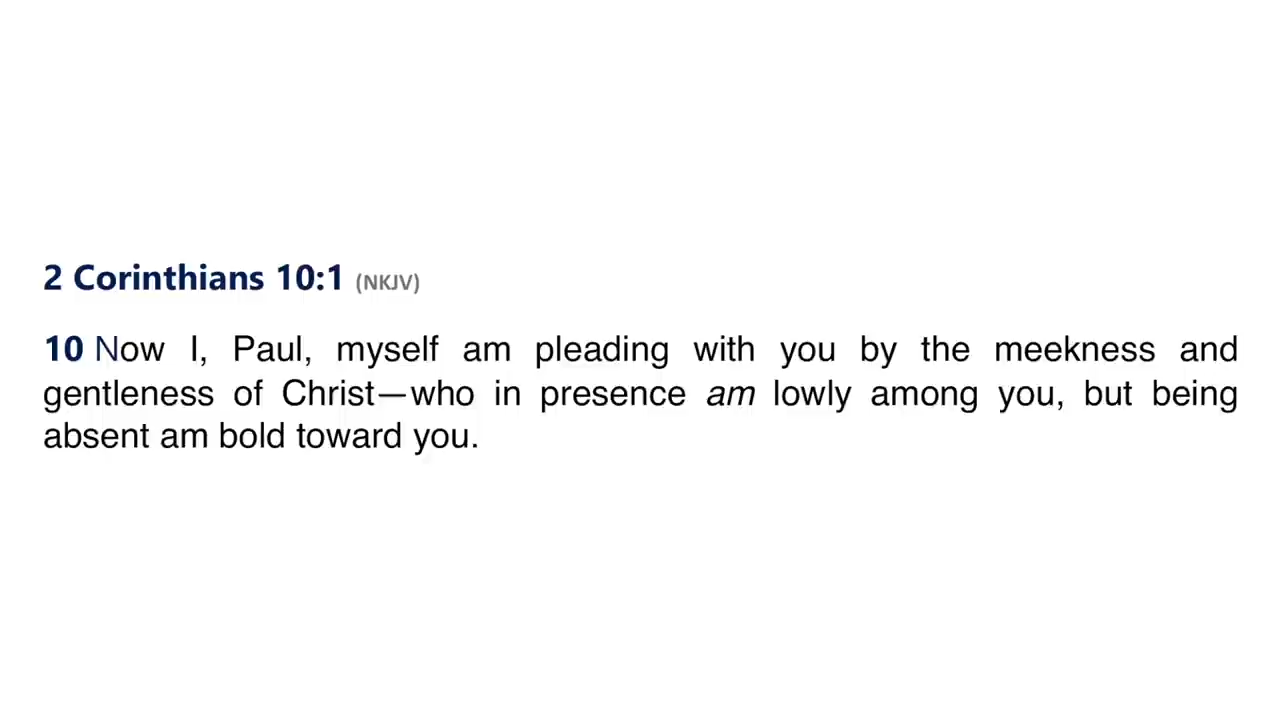 2 Corinthians 10:1 (NKJV)
10 Now I, Paul, myself am pleading with you by the meekness and
gentleness of Christ—who in presence am lowly among you, but being
absent am bold toward you.